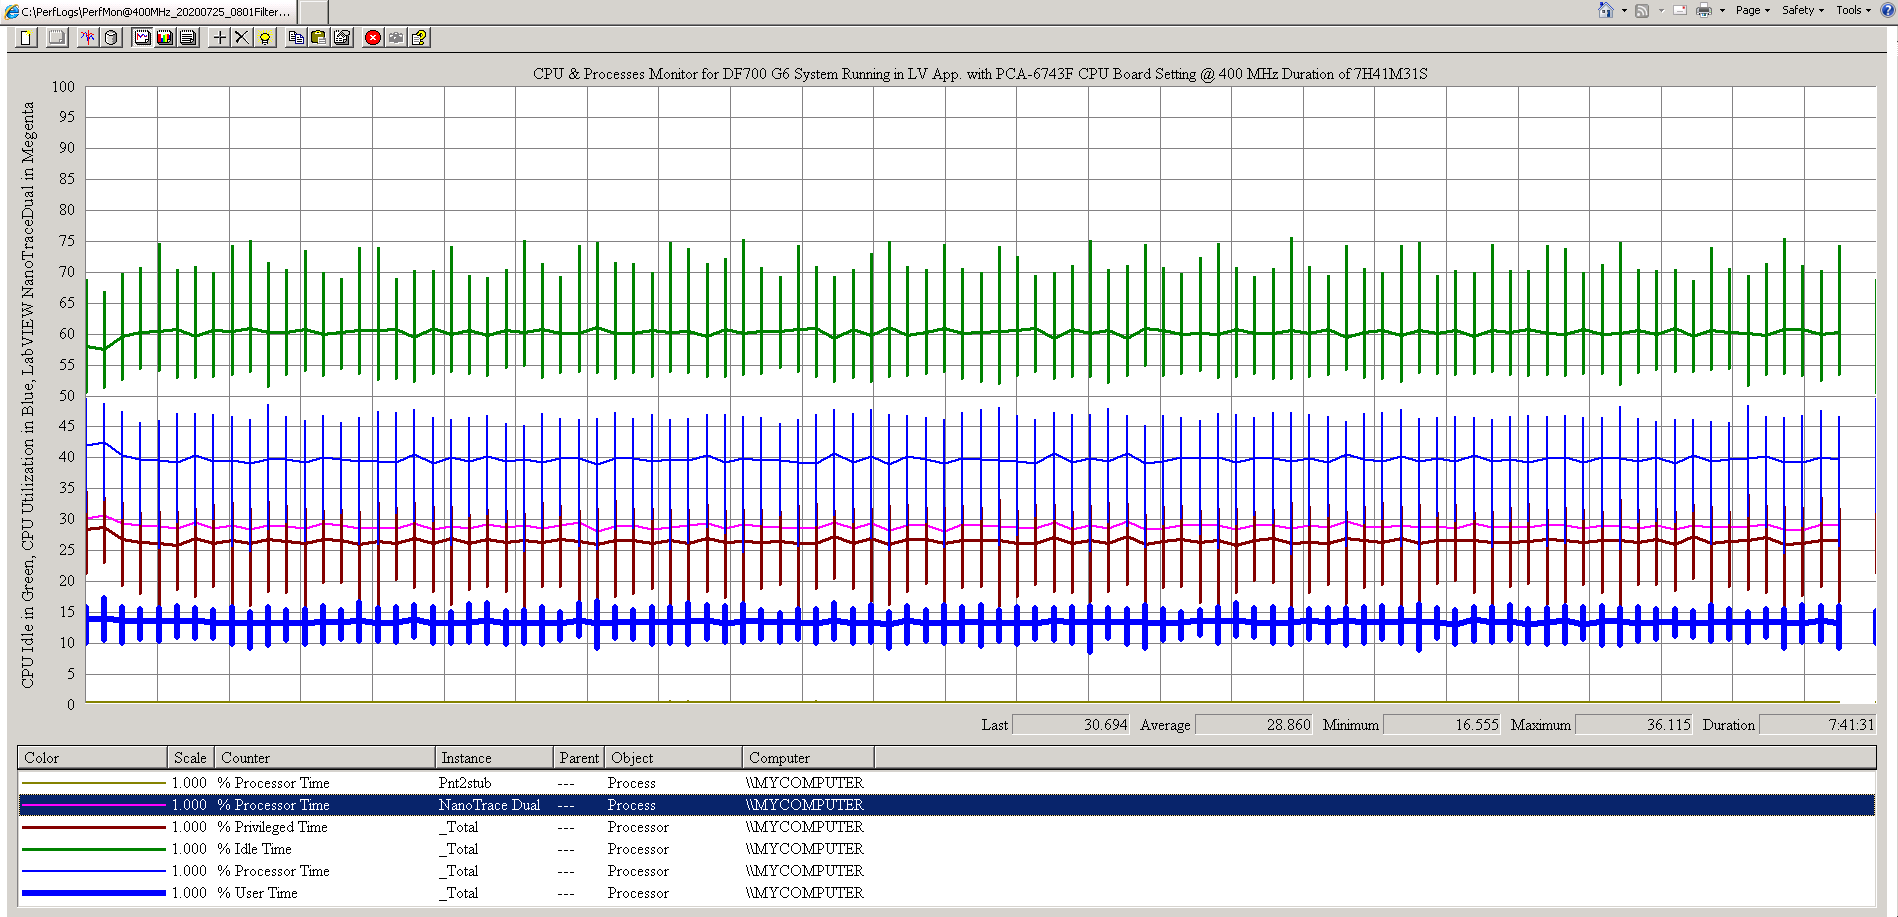 C:\PerfLogs\PerfMon@400MHz_20200725_0801Filter...
Page Safety Tools
CPU & Processes Monitor for DF700 G6 System Running in LV App. with PCA-6743F CPU Board Setting @ 400 MHz Duration of 7H41M31S
CPU Idle in Green, CPU Utilization in Blue, LabVIEW NanoTraceDual in Megenta
100
95
90
85
80
75
70
65
60
55
50
45
40
35
30
25
20
15
10
5
0
Last 30.694 Average 28.860 Minimum 16.555 Maximum 36.115 Duration 7:41:31
Color Scale Counter Instance Parent Object Computer
1.000 % Processor Time Pnt2stub --- Process \\MYCOMPUTER
1.000 % Processor Time NanoTrace Dual --- Process \\MYCOMPUTER
1.000 % Privileged Time _Total --- Processor \\MYCOMPUTER
1.000 % Idle Time _Total --- Processor \\MYCOMPUTER
1.000 % Processor Time _Total --- Processor \\MYCOMPUTER
1.000 % User Time _Total --- Processor \\MYCOMPUTER